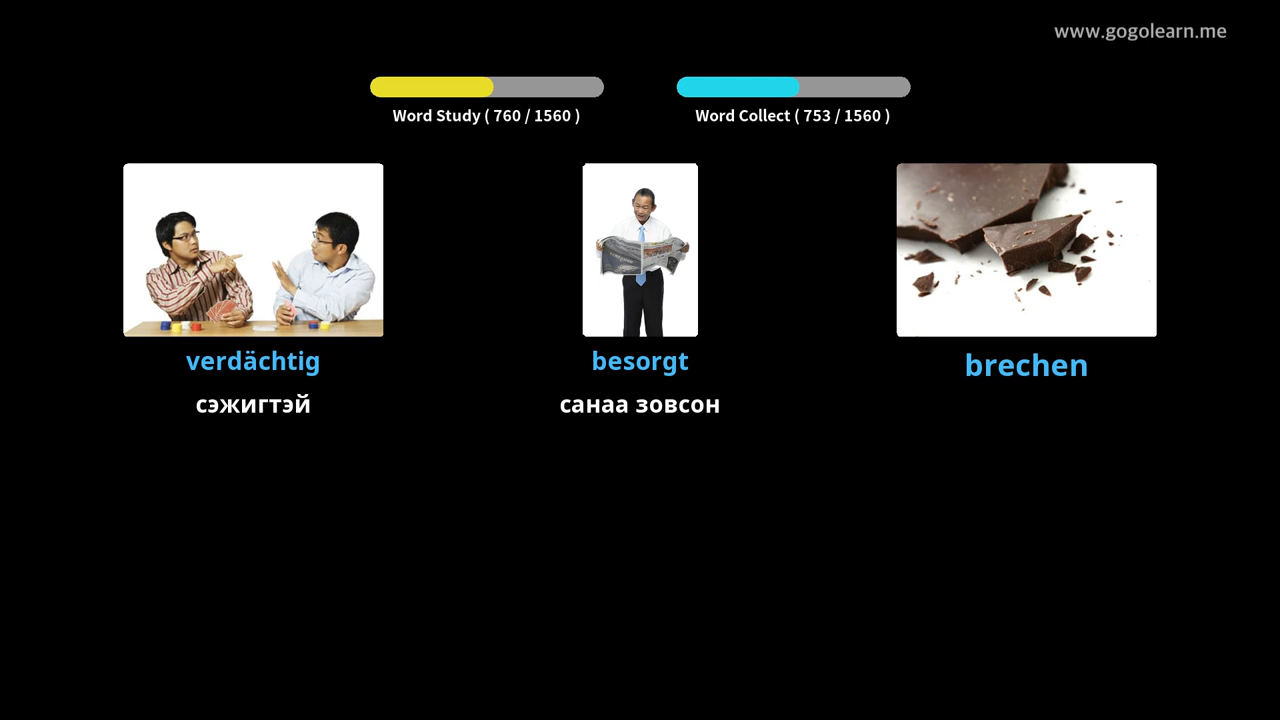 www.gogolearn.me
Word Study ( 760 / 1560 )
Word Collect ( 753 / 1560 )
verdächtig
besorgt
brechen
сэжигтэй
санаа зовсон